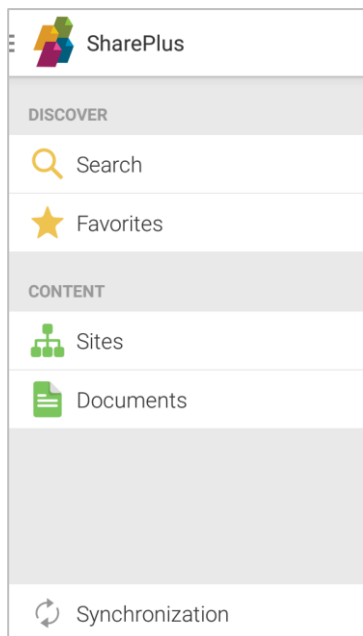 SharePlus
DISCOVER
Search
Favorites
CONTENT
Sites
Documents
Synchronization